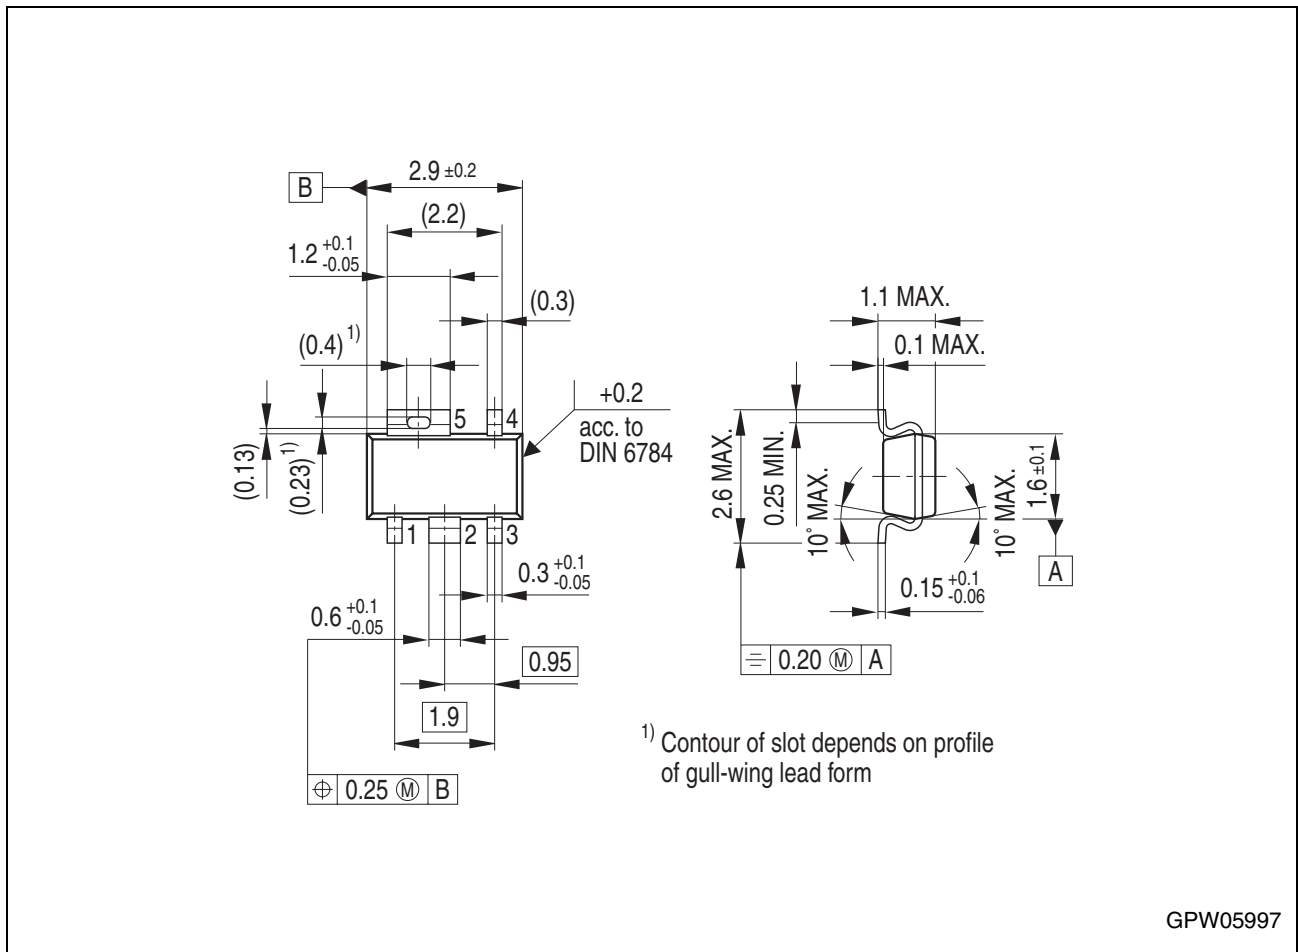 B
2.9 ±0.2
(2.2)
1.2 +0.1 -0.05
(0.3)
(0.4) 1)
+0.2
acc. to
DIN 6784
5 4
(0.13)
(0.23) 1)
1 2 3
0.3 +0.1 -0.05
0.6 +0.1 -0.05
0.95
1.9
⌖ 0.25 Ⓜ B
1.1 MAX.
0.1 MAX.
2.6 MAX.
0.25 MIN.
10° MAX.
10° MAX.
1.6 ±0.1
A
0.15 +0.1 -0.06
⌯ 0.20 Ⓜ A
1) Contour of slot depends on profile
of gull-wing lead form
GPW05997